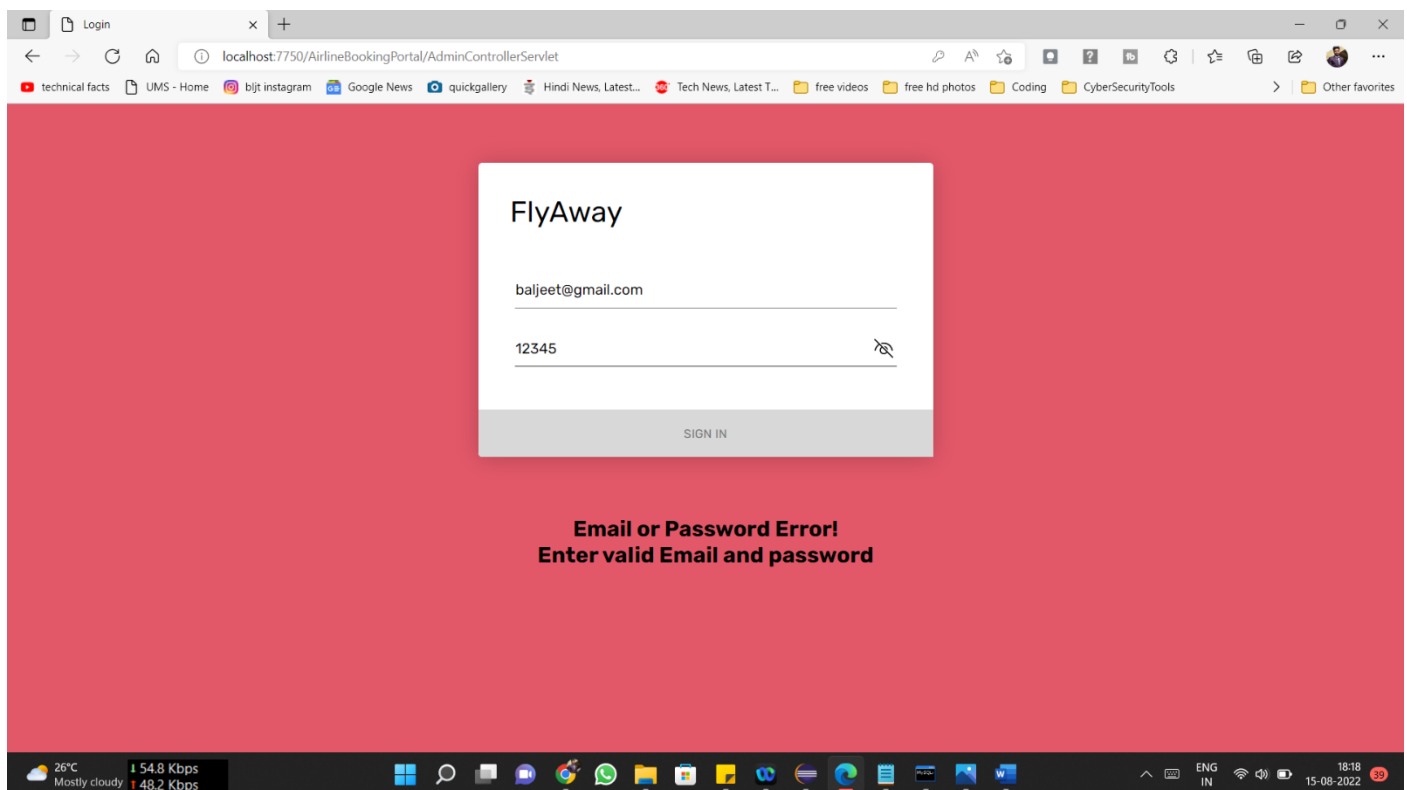 Login
localhost:7750/AirlineBookingPortal/AdminControllerServlet
technical facts UMS - Home bljt instagram Google News quickgallery Hindi News, Latest... Tech News, Latest T... free videos free hd photos Coding CyberSecurityTools Other favorites
FlyAway
baljeet@gmail.com
12345
SIGN IN
Email or Password Error!
Enter valid Email and password
26°C
Mostly cloudy
54.8 Kbps
48.2 Kbps
ENG
IN
18:18
15-08-2022
39